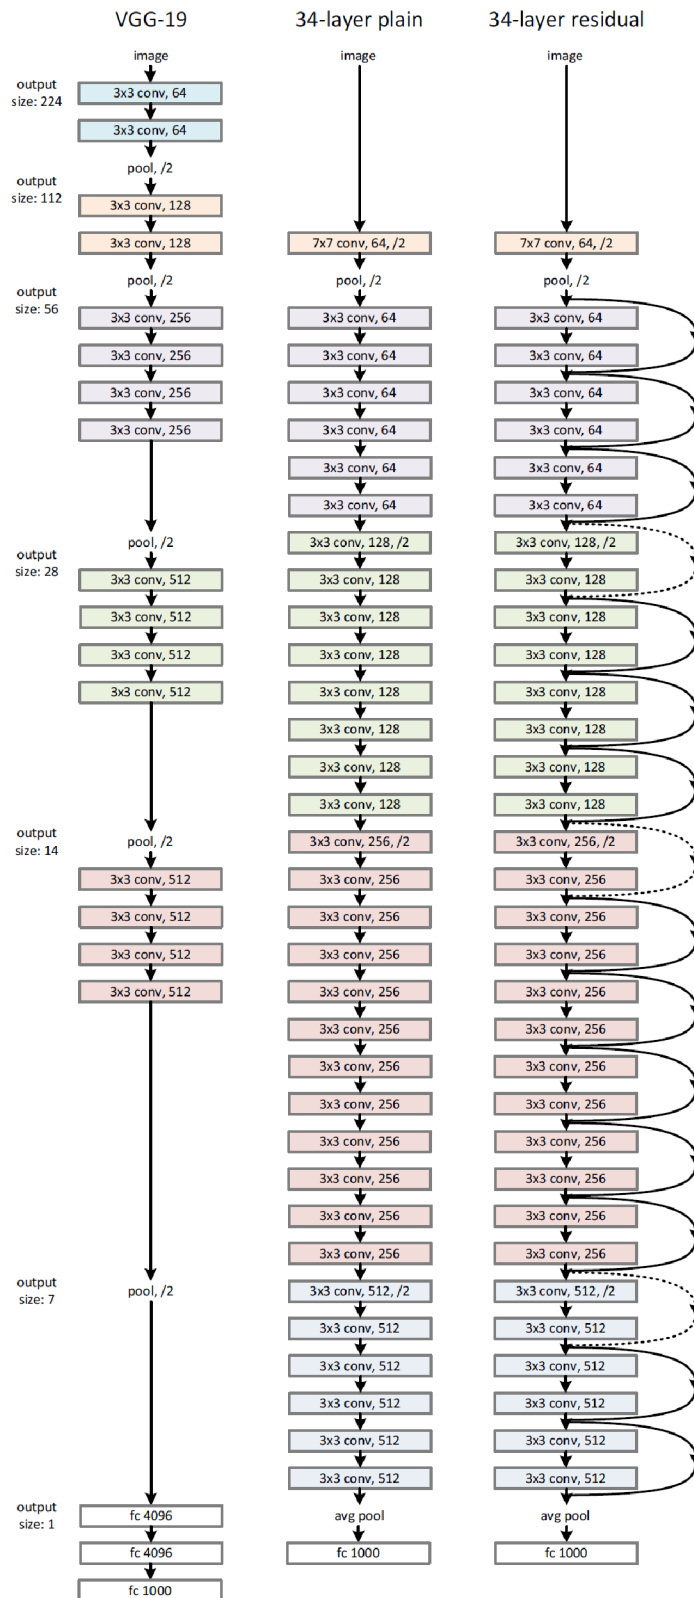 output
size: 224
output
size: 112
output
size: 56
output
size: 28
output
size: 14
output
size: 7
output
size: 1
VGG-19
image
3x3 conv, 64
3x3 conv, 64
pool, /2
3x3 conv, 128
3x3 conv, 128
pool, /2
3x3 conv, 256
3x3 conv, 256
3x3 conv, 256
3x3 conv, 256
pool, /2
3x3 conv, 512
3x3 conv, 512
3x3 conv, 512
3x3 conv, 512
pool, /2
3x3 conv, 512
3x3 conv, 512
3x3 conv, 512
3x3 conv, 512
pool, /2
fc 4096
fc 4096
fc 1000
34-layer plain
image
7x7 conv, 64, /2
pool, /2
3x3 conv, 64
3x3 conv, 64
3x3 conv, 64
3x3 conv, 64
3x3 conv, 64
3x3 conv, 64
3x3 conv, 128, /2
3x3 conv, 128
3x3 conv, 128
3x3 conv, 128
3x3 conv, 128
3x3 conv, 128
3x3 conv, 128
3x3 conv, 128
3x3 conv, 256, /2
3x3 conv, 256
3x3 conv, 256
3x3 conv, 256
3x3 conv, 256
3x3 conv, 256
3x3 conv, 256
3x3 conv, 256
3x3 conv, 256
3x3 conv, 256
3x3 conv, 256
3x3 conv, 256
3x3 conv, 512, /2
3x3 conv, 512
3x3 conv, 512
3x3 conv, 512
3x3 conv, 512
3x3 conv, 512
avg pool
fc 1000
34-layer residual
image
7x7 conv, 64, /2
pool, /2
3x3 conv, 64
3x3 conv, 64
3x3 conv, 64
3x3 conv, 64
3x3 conv, 64
3x3 conv, 64
3x3 conv, 128, /2
3x3 conv, 128
3x3 conv, 128
3x3 conv, 128
3x3 conv, 128
3x3 conv, 128
3x3 conv, 128
3x3 conv, 128
3x3 conv, 256, /2
3x3 conv, 256
3x3 conv, 256
3x3 conv, 256
3x3 conv, 256
3x3 conv, 256
3x3 conv, 256
3x3 conv, 256
3x3 conv, 256
3x3 conv, 256
3x3 conv, 256
3x3 conv, 256
3x3 conv, 512, /2
3x3 conv, 512
3x3 conv, 512
3x3 conv, 512
3x3 conv, 512
3x3 conv, 512
avg pool
fc 1000